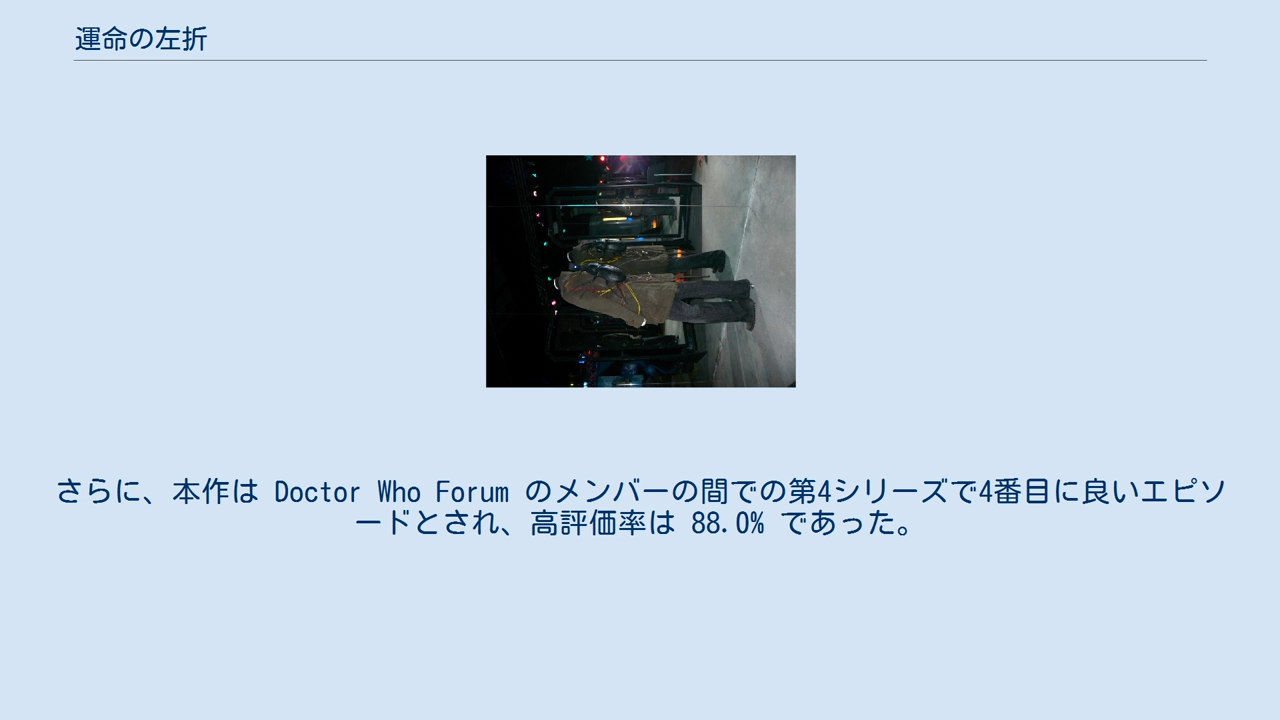 運命の左折
さらに、本作は Doctor Who Forum のメンバーの間での第4シリーズで4番目に良いエピソ
ードとされ、高評価率は 88.0% であった。